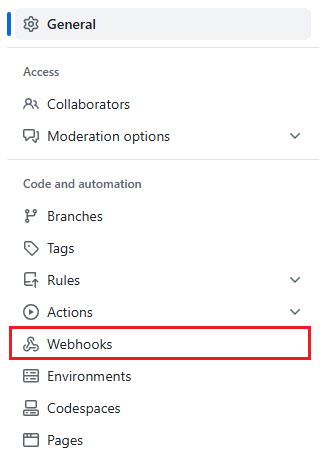 General
Access
Collaborators
Moderation options
Code and automation
Branches
Tags
Rules
Actions
Webhooks
Environments
Codespaces
Pages